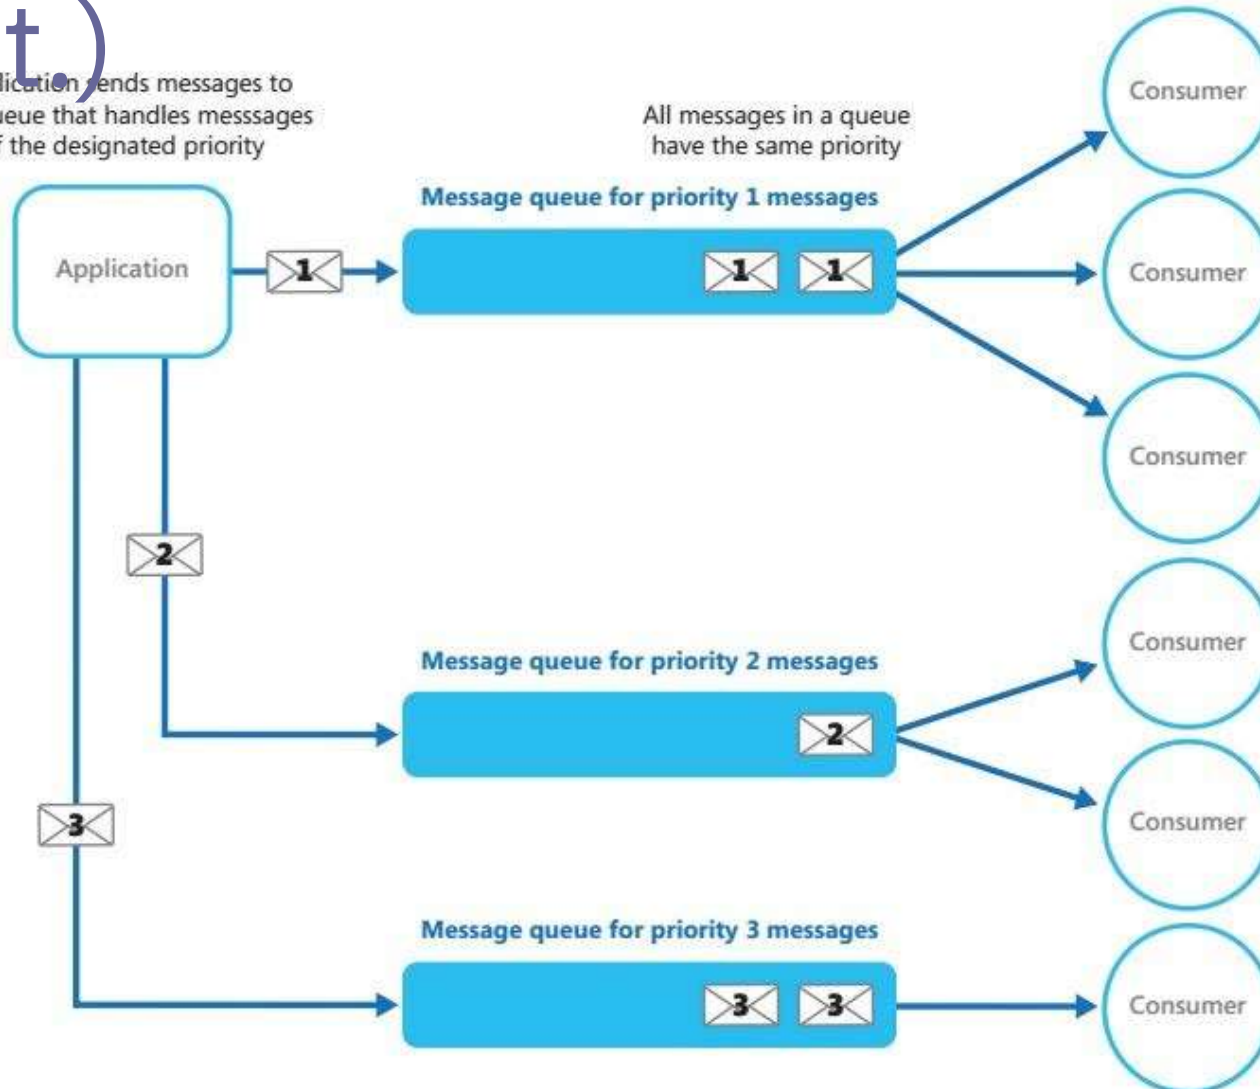 t.)
lication sends messages to
ueue that handles messsages
f the designated priority
All messages in a queue
have the same priority
Application
1
Message queue for priority 1 messages
1 1
Consumer
Consumer
Consumer
2
Message queue for priority 2 messages
2
Consumer
Consumer
3
Message queue for priority 3 messages
3 3
Consumer